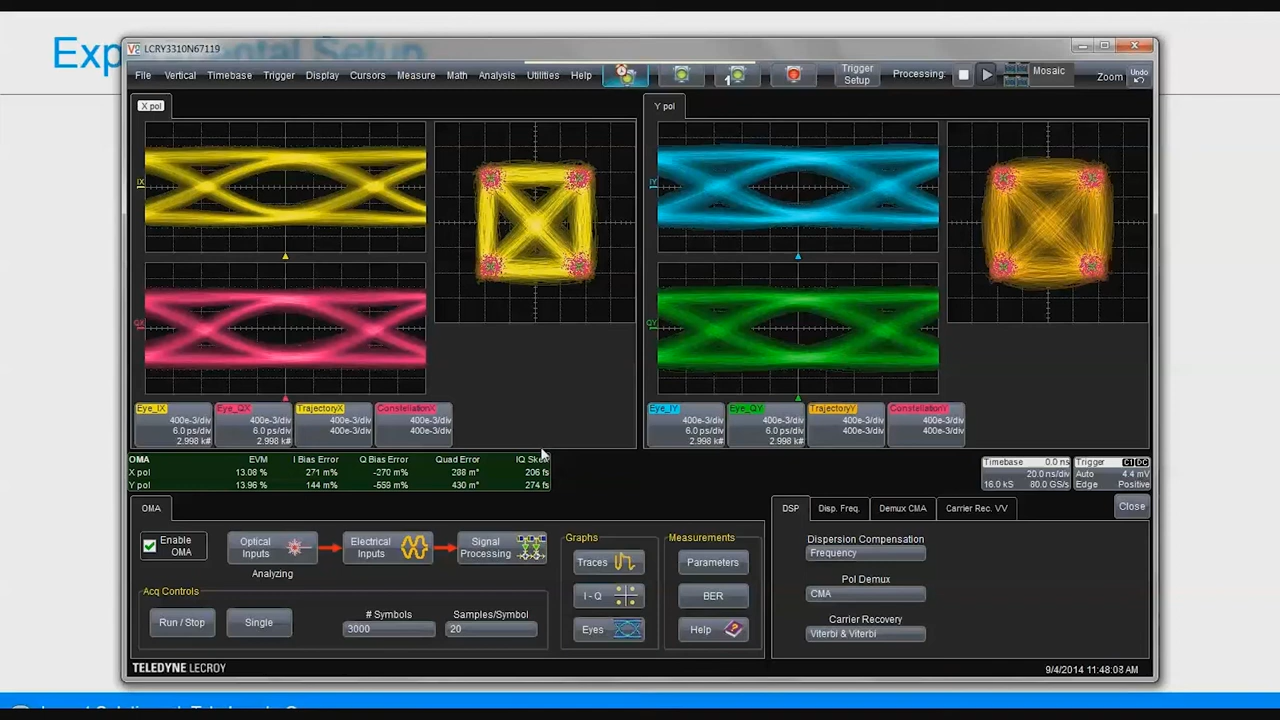 LCRY3310N67119
File Vertical Timebase Trigger Display Cursors Measure Math Analysis Utilities Help
1
Trigger
Setup
Processing:
Mosaic
Zoom
Undo
X pol
Y pol
IX
IY
QY
Eye_IX
400e-3/div
6.0 ps/div
2.998 k#
Eye_QX
400e-3/div
6.0 ps/div
2.998 k#
TrajectoryX
400e-3/div
400e-3/div
ConstellationX
400e-3/div
400e-3/div
Eye_IY
400e-3/div
6.0 ps/div
2.998 k#
Eye_QY
400e-3/div
6.0 ps/div
2.998 k#
TrajectoryY
400e-3/div
400e-3/div
ConstellationY
400e-3/div
400e-3/div
OMA EVM I Bias Error Q Bias Error Quad Error IQ Skew
X pol 13.08 % 271 m% -270 m% 288 m° 206 fs
Y pol 13.96 % 144 m% -559 m% 430 m° 274 fs
Timebase 0.0 ns
20.0 ns/div
16.0 kS 80.0 GS/s
Trigger C1 DC
Auto 4.4 mV
Edge Positive
OMA
Enable
OMA
Optical
Inputs
Electrical
Inputs
Signal
Processing
Analyzing
Acq Controls
Run / Stop
Single
# Symbols
3000
Samples/Symbol
20
Graphs
Traces
I - Q
Eyes
Measurements
Parameters
BER
Help
DSP
Disp. Freq.
Demux CMA
Carrier Rec. VV
Close
Dispersion Compensation
Frequency
Pol Demux
CMA
Carrier Recovery
Viterbi & Viterbi
TELEDYNE LECROY
9/4/2014 11:48:03 AM